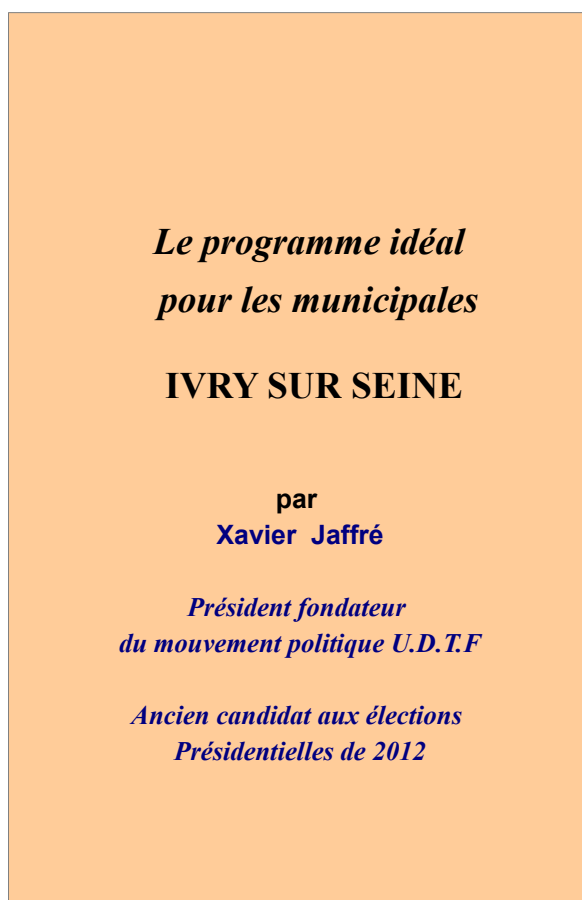 Le programme idéal
pour les municipales
IVRY SUR SEINE
par
Xavier Jaffré
Président fondateur
du mouvement politique U.D.T.F
Ancien candidat aux élections
Présidentielles de 2012